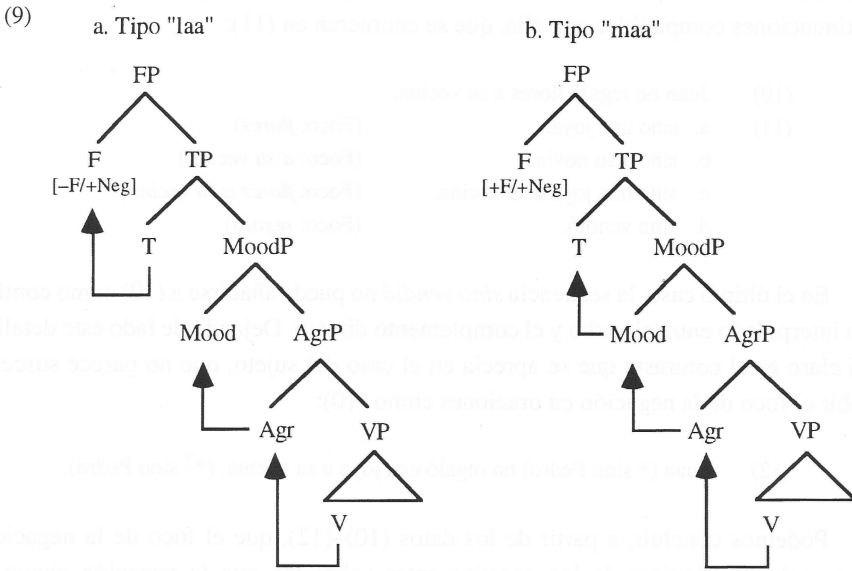 (9)
a. Tipo "laa" b. Tipo "maa"
FP FP
F TP F TP
[–F/+Neg] [+F/+Neg]
T MoodP T MoodP
Mood AgrP Mood AgrP
Agr VP Agr VP
V V